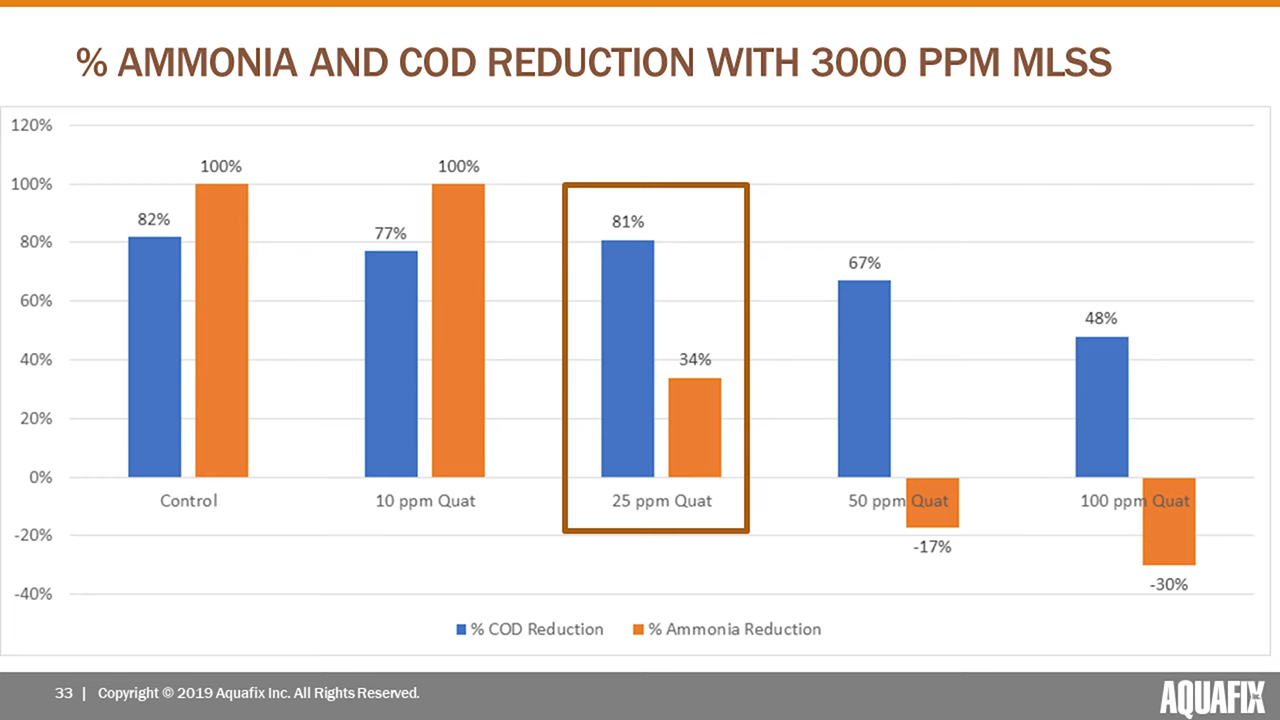 % AMMONIA AND COD REDUCTION WITH 3000 PPM MLSS
120%
100%
80%
60%
40%
20%
0%
-20%
-40%
82%
100%
77%
100%
81%
34%
67%
-17%
48%
-30%
Control
10 ppm Quat
25 ppm Quat
50 ppm Quat
100 ppm Quat
% COD Reduction
% Ammonia Reduction
33 | Copyright © 2019 Aquafix Inc. All Rights Reserved.
AQUAFIX Inc.